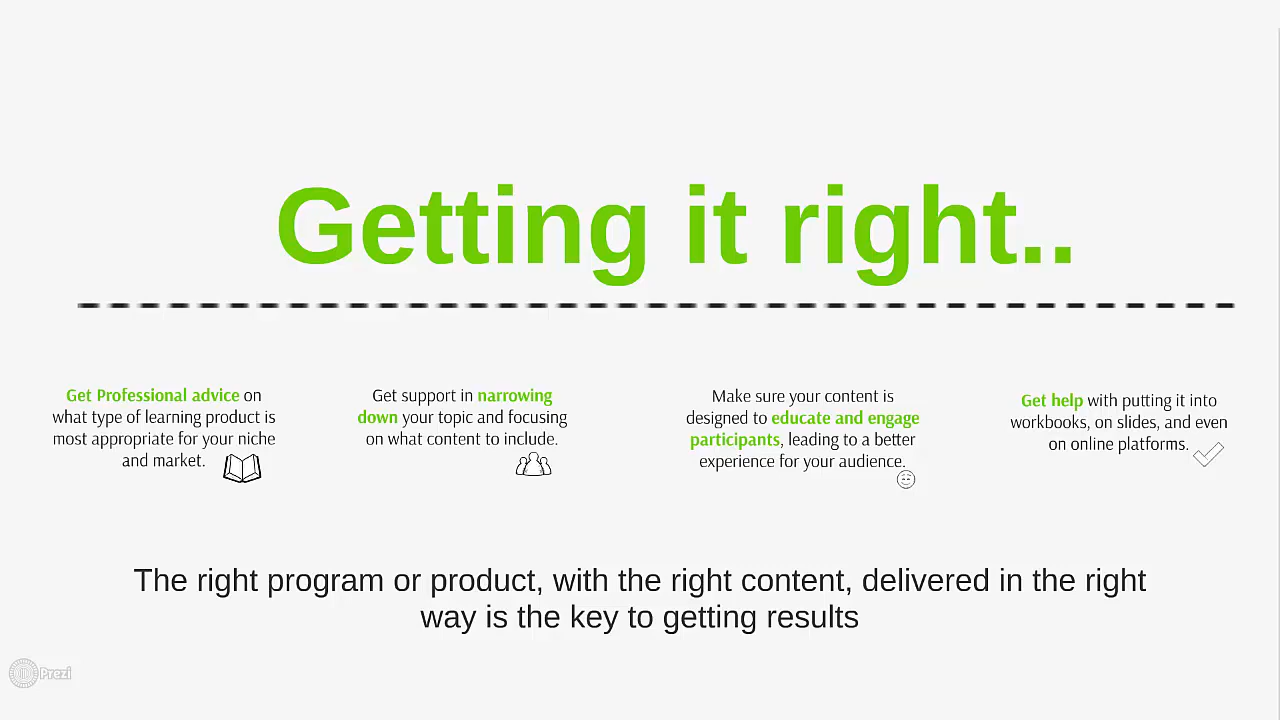 Getting it right..
Get Professional advice on
what type of learning product is
most appropriate for your niche
and market.
Get support in narrowing
down your topic and focusing
on what content to include.
Make sure your content is
designed to educate and engage
participants, leading to a better
experience for your audience.
Get help with putting it into
workbooks, on slides, and even
on online platforms.
The right program or product, with the right content, delivered in the right
way is the key to getting results
Prezi